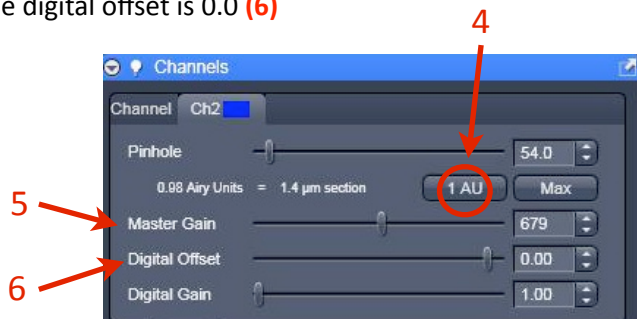 e digital offset is 0.0 (6)
4
Channels
Channel Ch2
Pinhole 54.0
0.98 Airy Units = 1.4 µm section 1 AU Max
5
Master Gain 679
Digital Offset 0.00
6
Digital Gain 1.00